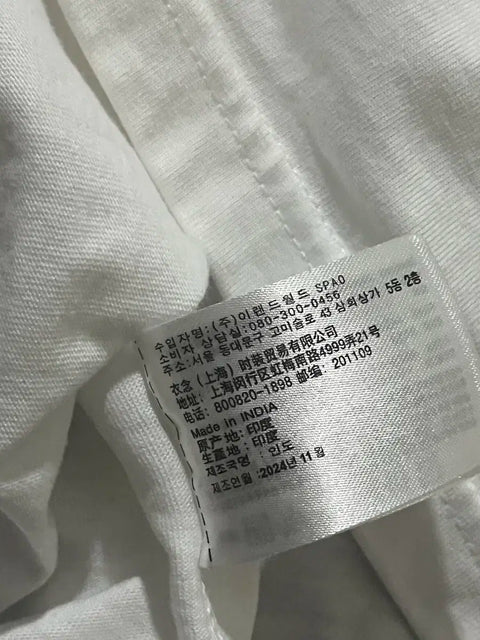 수입자명:(주)이랜드월드 SPAO
소비자 상담실:080-300-0456
주소:서울 동대문구 고미술로 43 삼희상가 5동 2층
衣念（上海）时装贸易有限公司
地址: 上海闵行区虹梅南路4999弄21号
电话: 800820-1898 邮编: 201109
Made in INDIA
原产地: 印度
生產地: 印度
제조국명 : 인도
제조연월 :2024년 11월